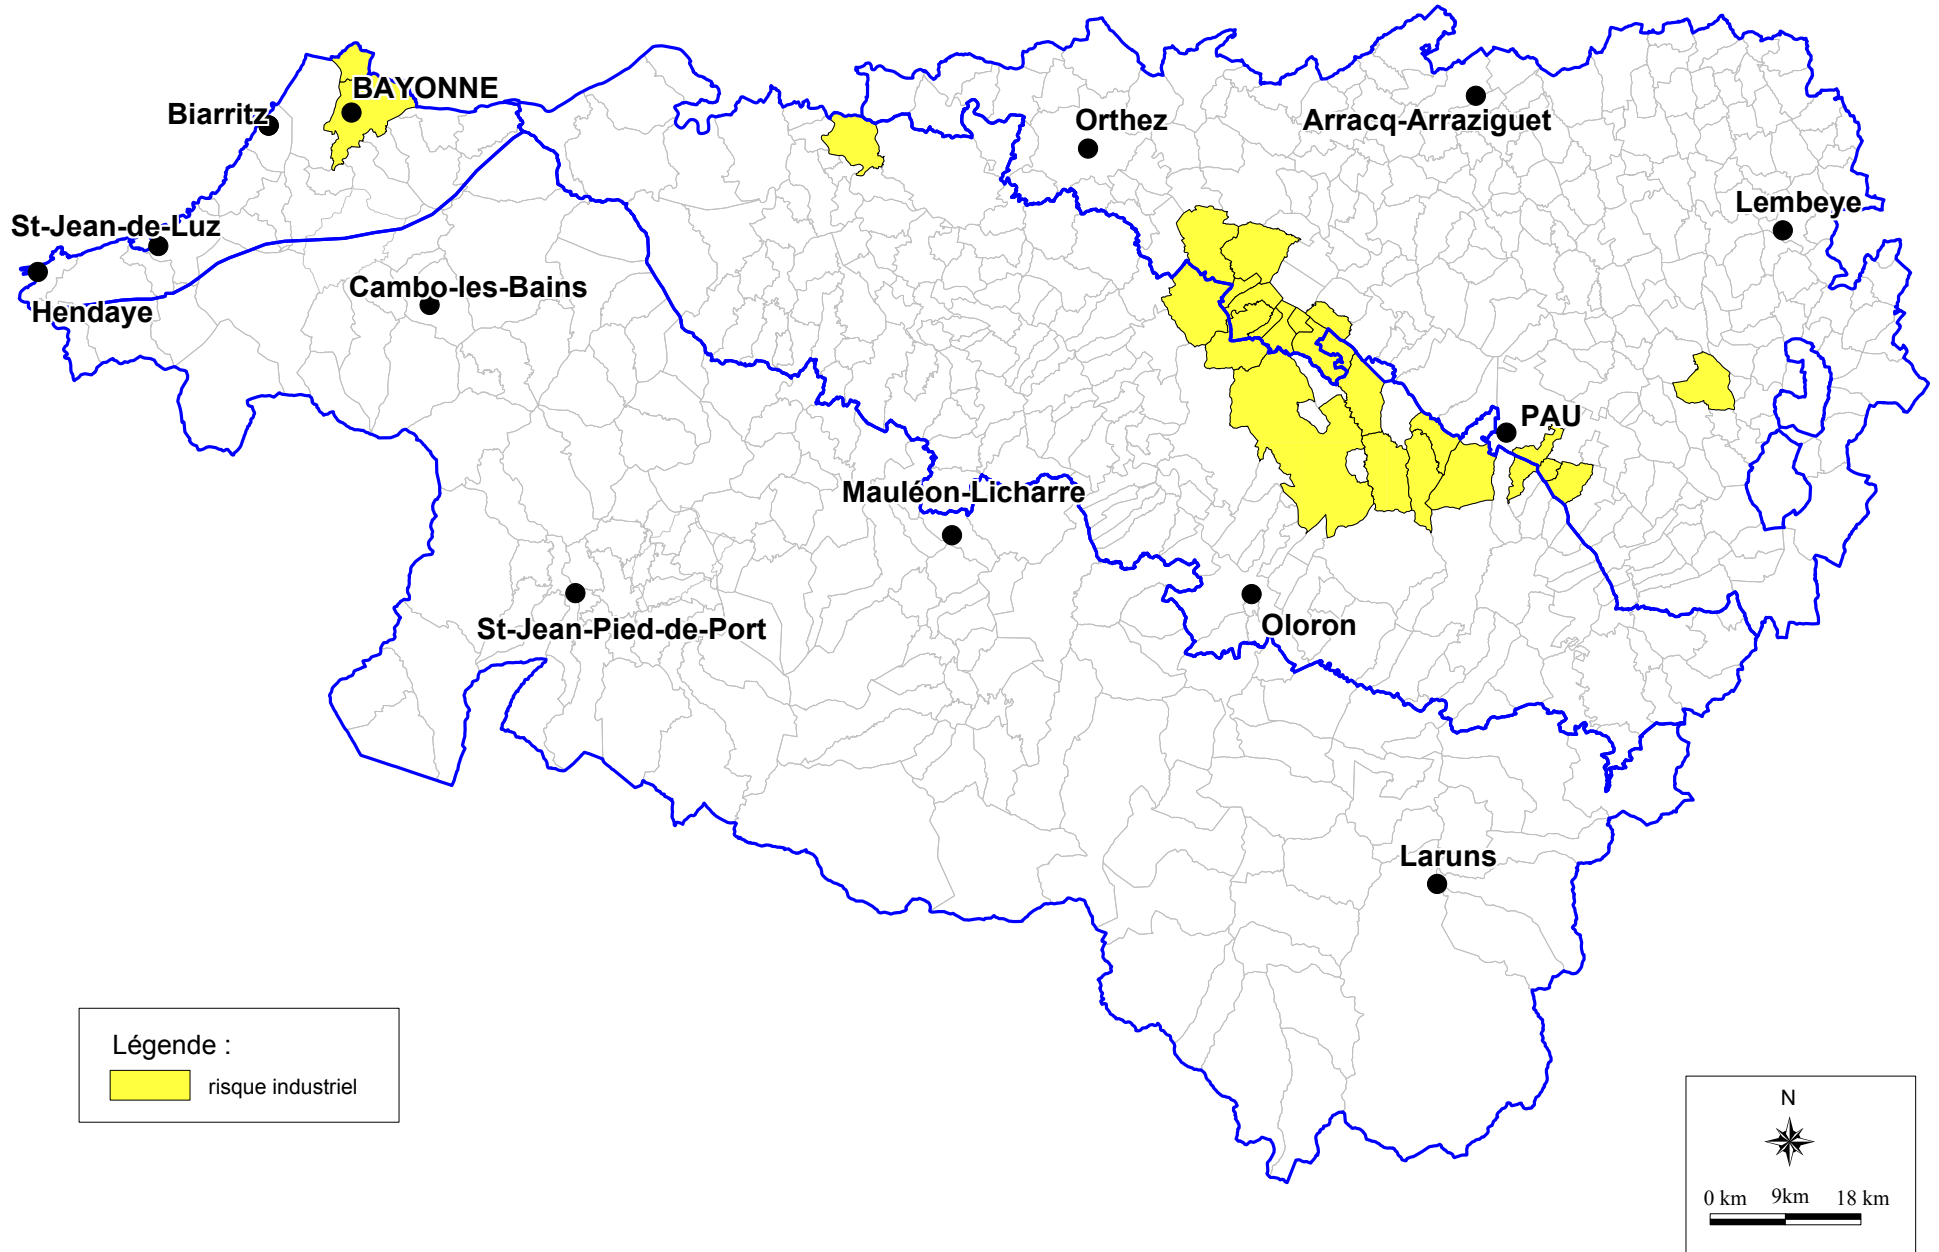 BAYONNE
Biarritz
Orthez
Arracq-Arraziguet
Lembeye
St-Jean-de-Luz
Cambo-les-Bains
Hendaye
PAU
Mauléon-Licharre
St-Jean-Pied-de-Port
Oloron
Laruns
Légende :
risque industriel
N
0 km 9km 18 km